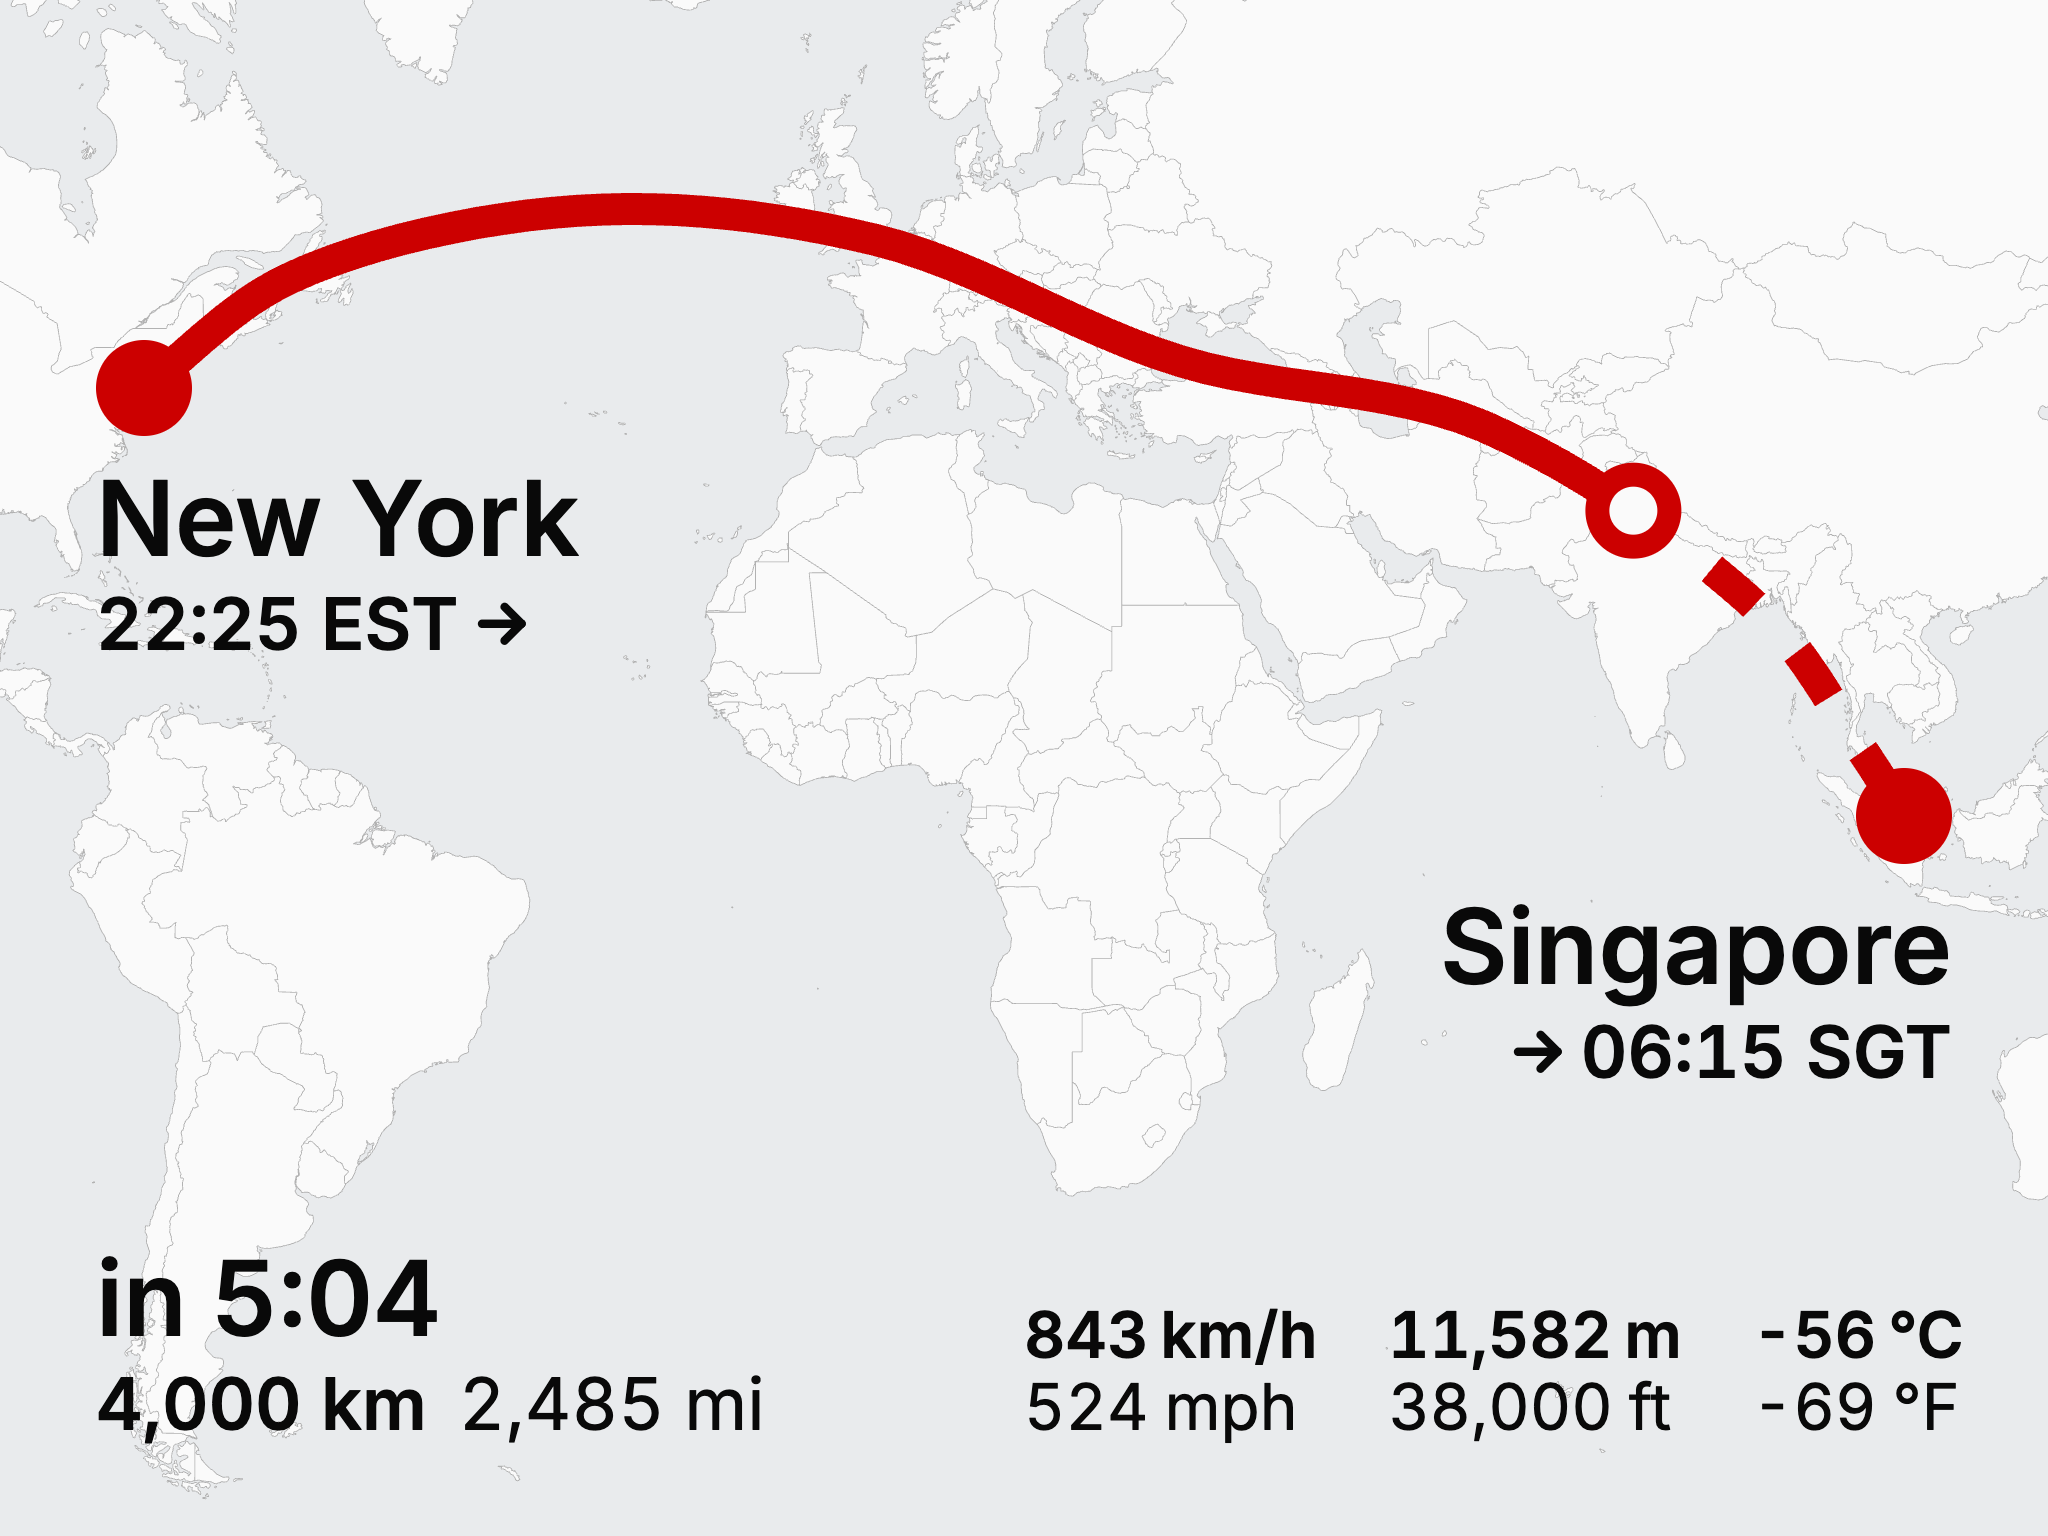 New York
22:25 EST →
Singapore
→ 06:15 SGT
in 5:04
4,000 km 2,485 mi
843 km/h 11,582 m -56 °C
524 mph 38,000 ft -69 °F